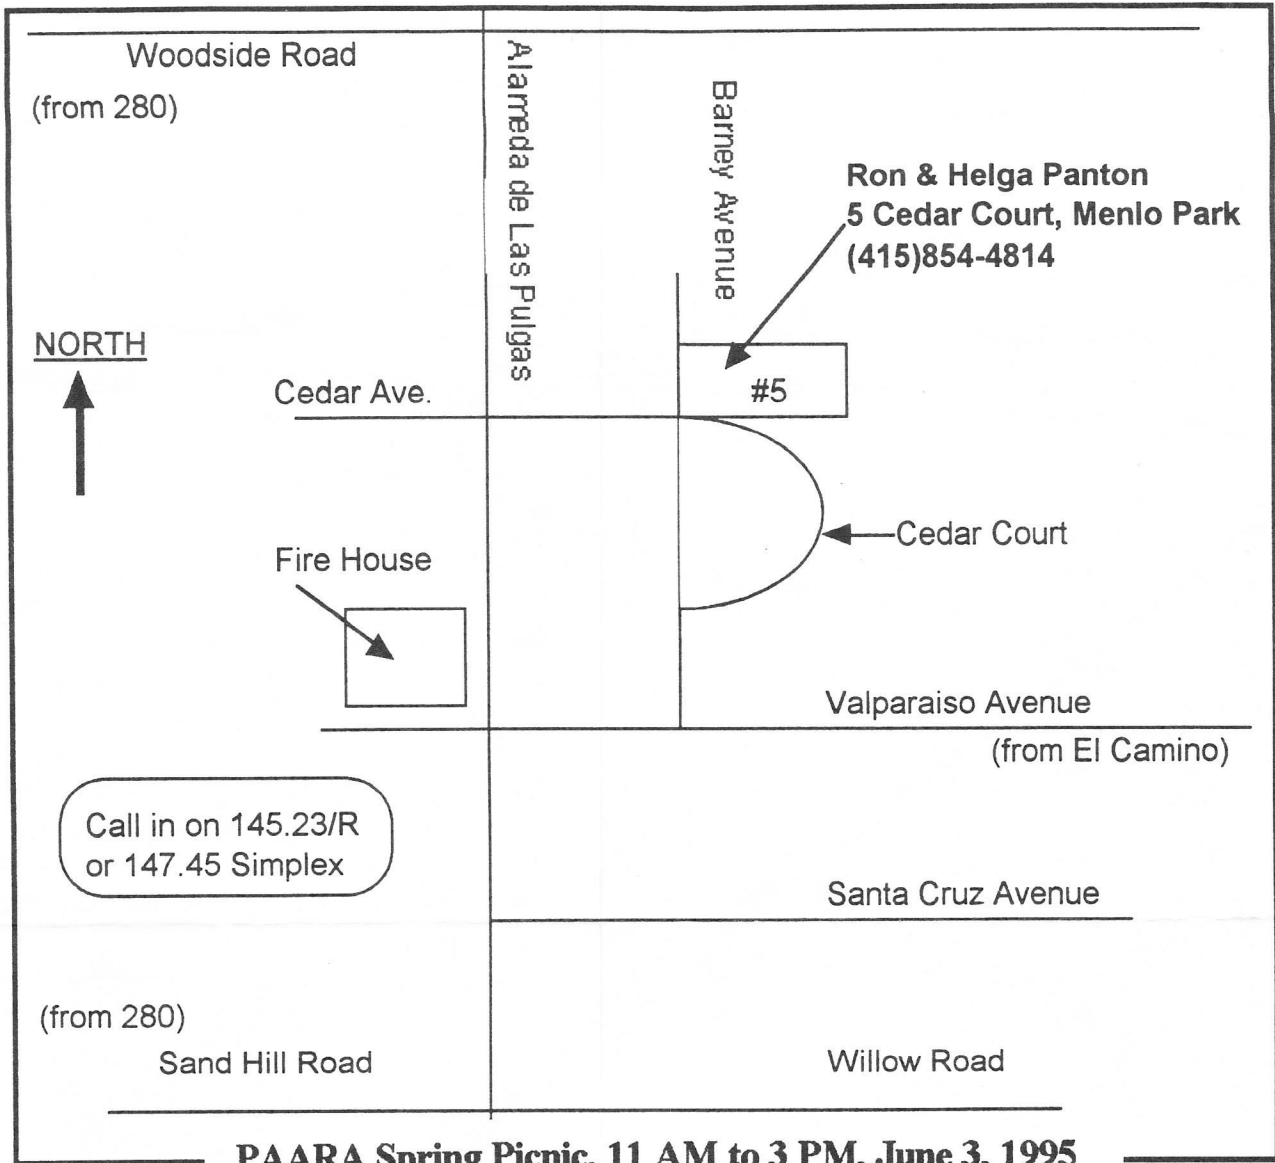 Woodside Road
(from 280)
Alameda de Las Pulgas
Barney Avenue
Ron & Helga Panton
5 Cedar Court, Menlo Park
(415)854-4814
NORTH
Cedar Ave.
#5
Cedar Court
Fire House
Valparaiso Avenue
(from El Camino)
Call in on 145.23/R
or 147.45 Simplex
Santa Cruz Avenue
(from 280)
Sand Hill Road
Willow Road
PAARA Spring Picnic, 11 AM to 3 PM, June 3, 1995